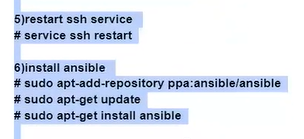 5)restart ssh service
# service ssh restart
6)install ansible
# sudo apt-add-repository ppa:ansible/ansible
# sudo apt-get update
# sudo apt-get install ansible